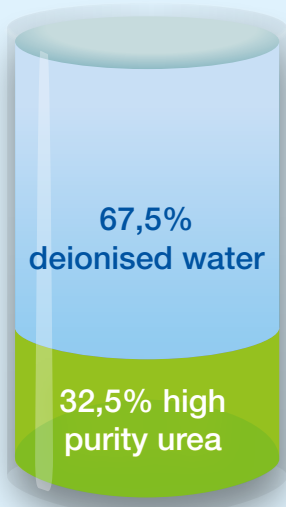 67,5%
deionised water
32,5% high
purity urea